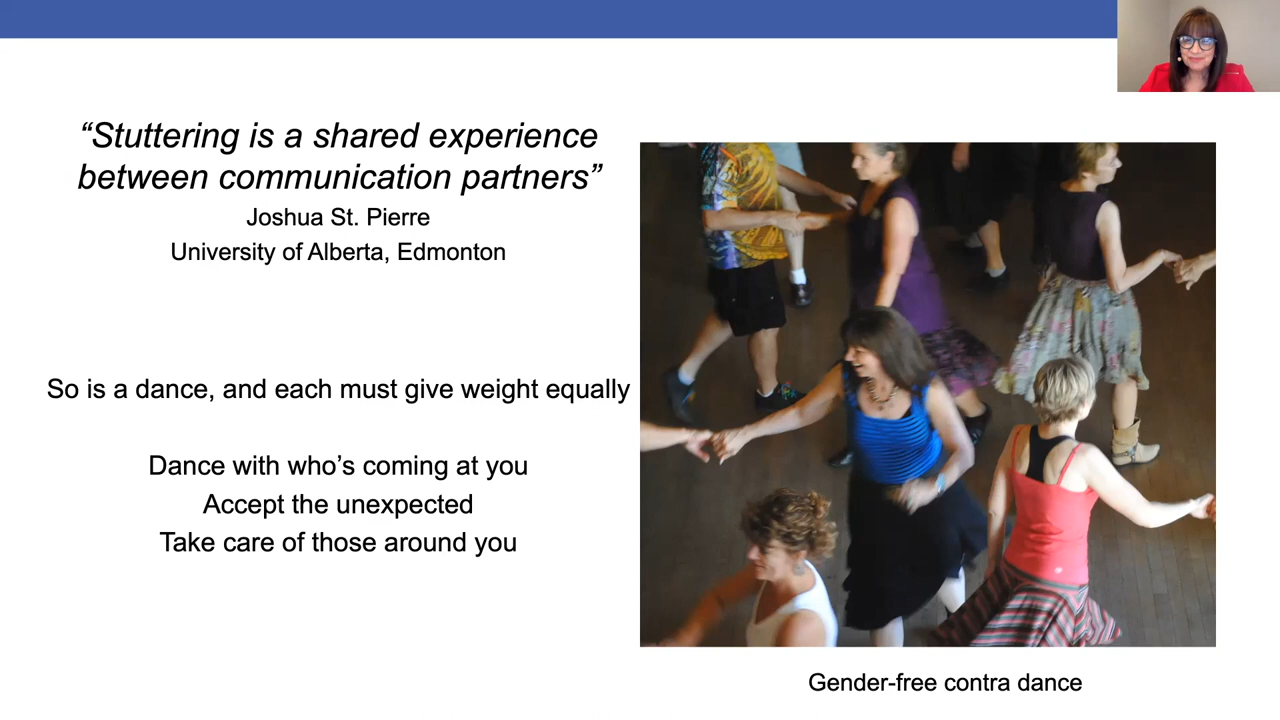 “Stuttering is a shared experience
between communication partners”
Joshua St. Pierre
University of Alberta, Edmonton
So is a dance, and each must give weight equally
Dance with who’s coming at you
Accept the unexpected
Take care of those around you
Gender-free contra dance